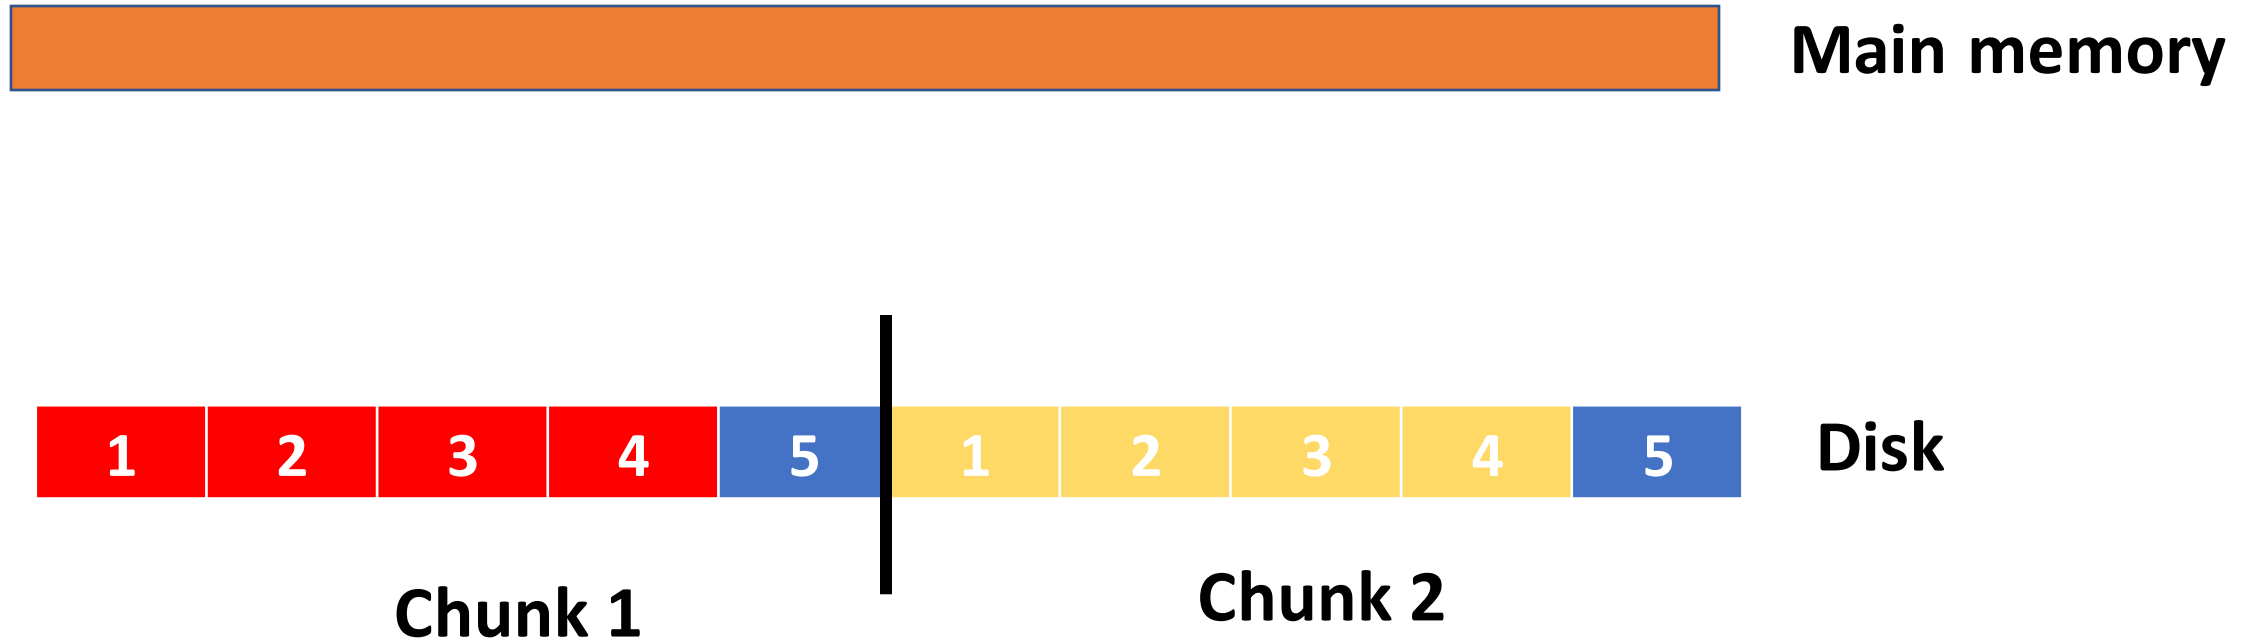 Main memory
1 2 3 4 5 1 2 3 4 5 Disk
Chunk 1
Chunk 2